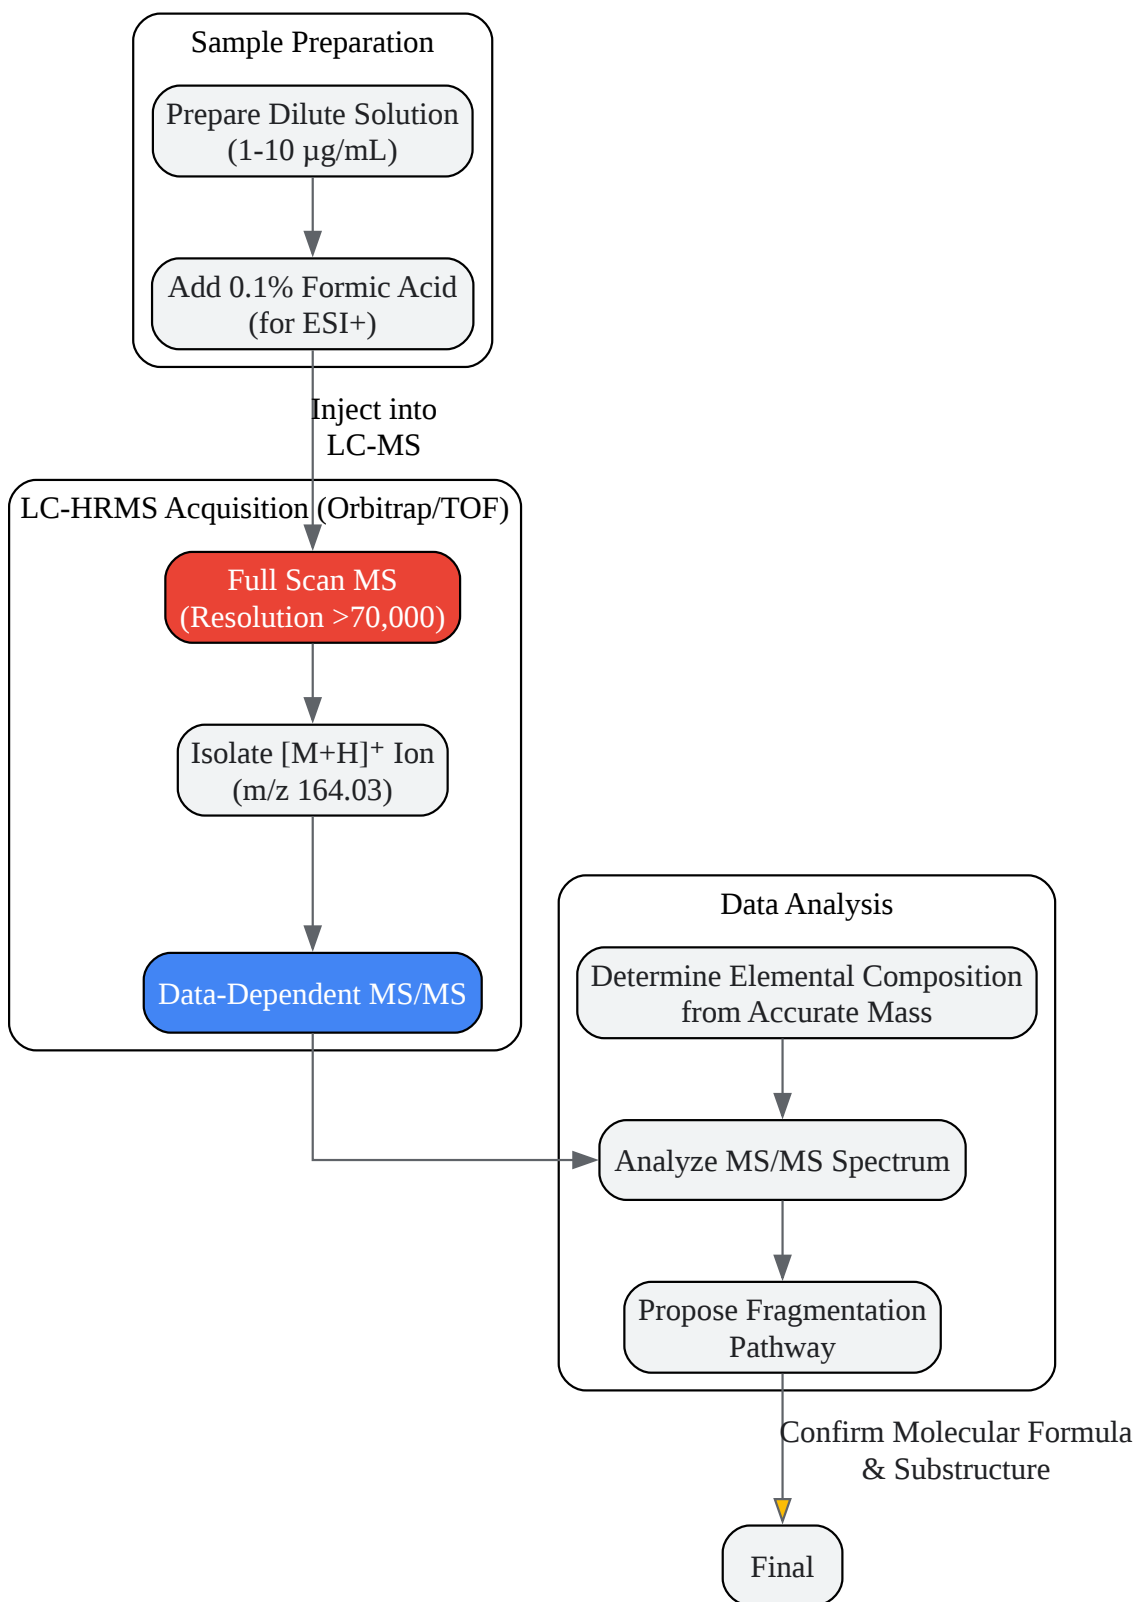 Sample Preparation
Prepare Dilute Solution
(1-10 µg/mL)
Add 0.1% Formic Acid
(for ESI+)
Inject into
LC-MS
LC-HRMS Acquisition (Orbitrap/TOF)
Full Scan MS
(Resolution >70,000)
Isolate [M+H]⁺ Ion
(m/z 164.03)
Data-Dependent MS/MS
Data Analysis
Determine Elemental Composition
from Accurate Mass
Analyze MS/MS Spectrum
Propose Fragmentation
Pathway
Confirm Molecular Formula
& Substructure
Final